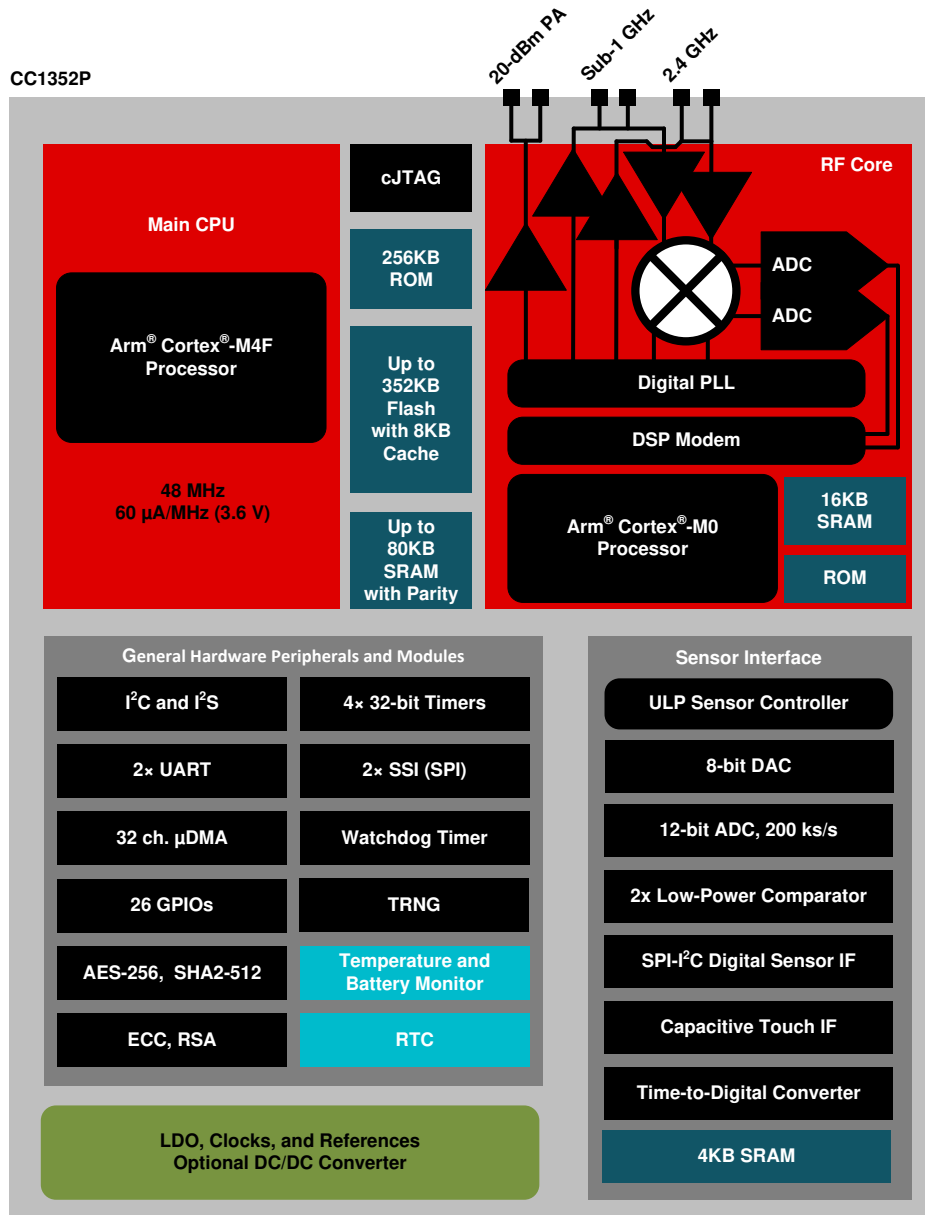 20-dBm PA
Sub-1 GHz
2.4 GHz
CC1352P
Main CPU
Arm® Cortex®-M4F
Processor
48 MHz
60 µA/MHz (3.6 V)
cJTAG
256KB
ROM
Up to
352KB
Flash
with 8KB
Cache
Up to
80KB
SRAM
with Parity
RF Core
ADC
ADC
Digital PLL
DSP Modem
Arm® Cortex®-M0
Processor
16KB
SRAM
ROM
General Hardware Peripherals and Modules
I²C and I²S
4× 32-bit Timers
2× UART
2× SSI (SPI)
32 ch. µDMA
Watchdog Timer
26 GPIOs
TRNG
AES-256, SHA2-512
Temperature and
Battery Monitor
ECC, RSA
RTC
LDO, Clocks, and References
Optional DC/DC Converter
Sensor Interface
ULP Sensor Controller
8-bit DAC
12-bit ADC, 200 ks/s
2x Low-Power Comparator
SPI-I²C Digital Sensor IF
Capacitive Touch IF
Time-to-Digital Converter
4KB SRAM